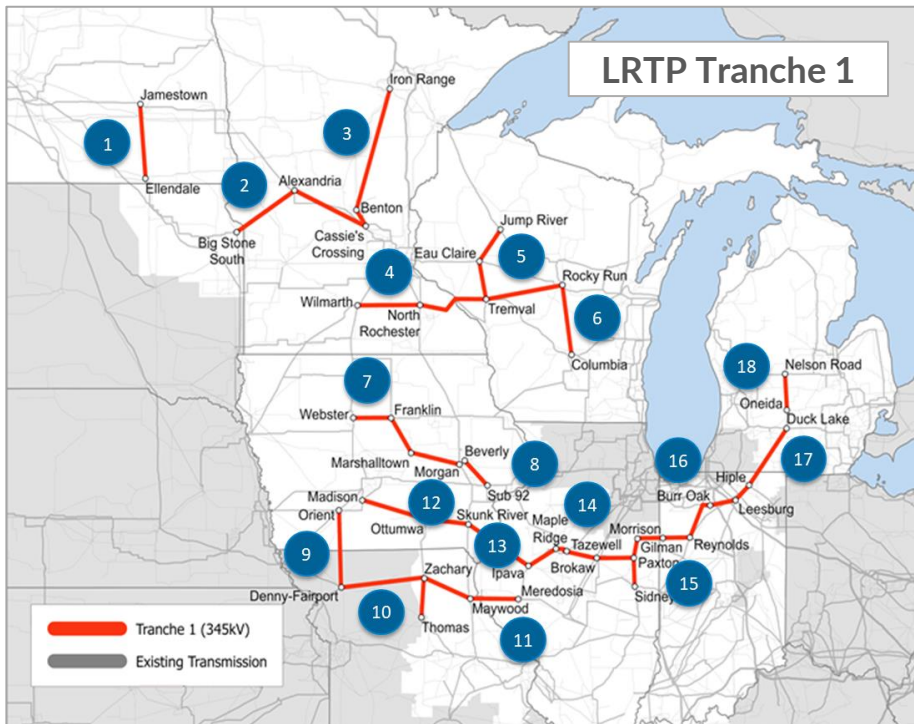 LRTP Tranche 1
Iron Range
Jamestown
3
1
Ellendale
2
Alexandria
Benton
Big Stone
South
Cassie's
Crossing
Jump River
Eau Claire
5
4
Rocky Run
Wilmarth
North
Rochester
Tremval
6
Columbia
18
Nelson Road
Oneida
Duck Lake
7
Webster
Franklin
Marshalltown
Morgan
Beverly
8
Sub 92
16
17
Hiple
Burr Oak
Leesburg
Madison
Orient
12
Ottumwa
Skunk River
14
Maple
Ridge
13
Ipava
Brokaw
Tazewell
Morrison
Gilman
Paxton
Reynolds
9
Zachary
Sidney
15
Denny-Fairport
Meredosia
10
Maywood
Thomas
11
Tranche 1 (345kV)
Existing Transmission